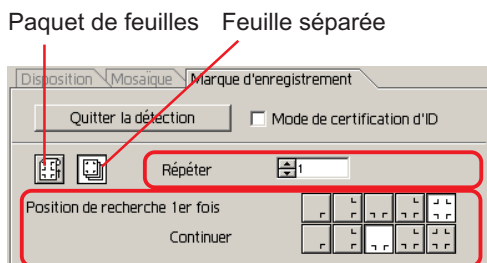 Paquet de feuilles Feuille séparée
Disposition Mosaïque Marque d'enregistrement
Quitter la détection Mode de certification d'ID
Répéter 1
Position de recherche 1er fois
Continuer